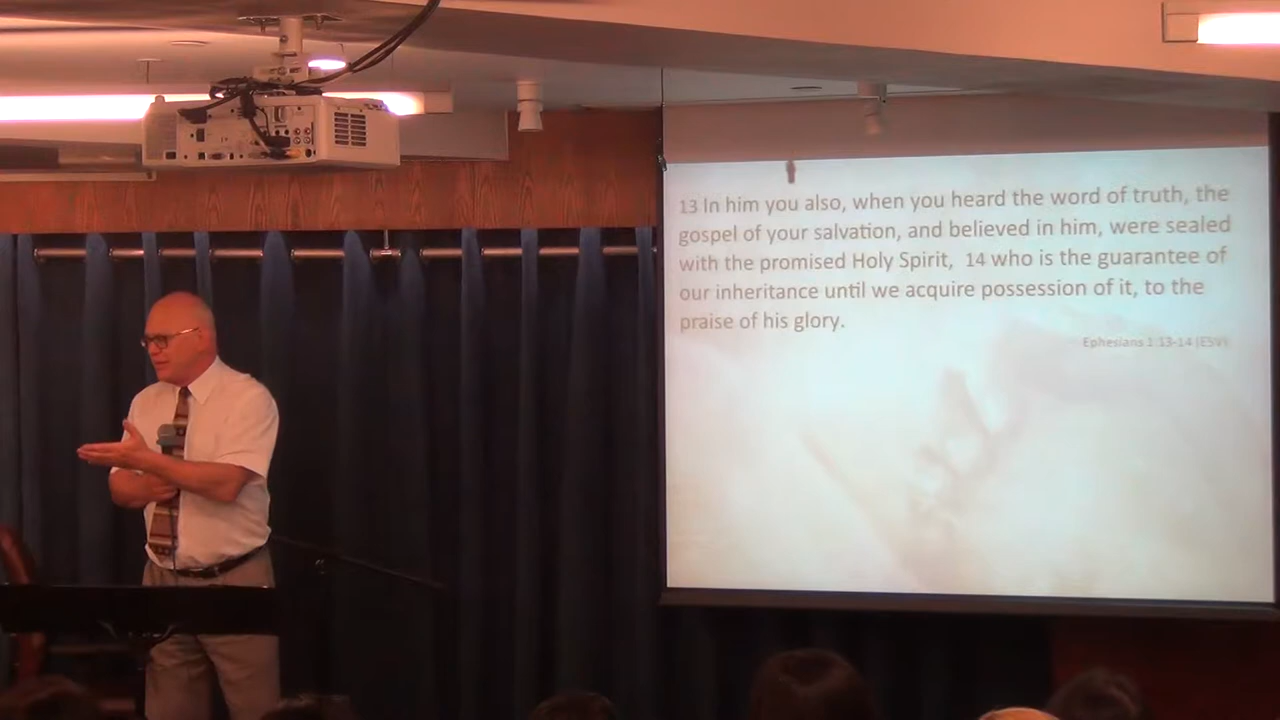 13 In him you also, when you heard the word of truth, the
gospel of your salvation, and believed in him, were sealed
with the promised Holy Spirit, 14 who is the guarantee of
our inheritance until we acquire possession of it, to the
praise of his glory.
Ephesians 1:13-14 (ESV)